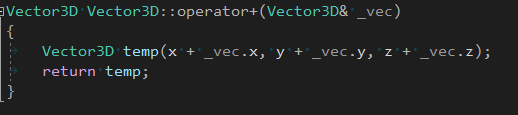 Vector3D Vector3D::operator+(Vector3D& _vec)
{
Vector3D temp(x + _vec.x, y + _vec.y, z + _vec.z);
return temp;
}